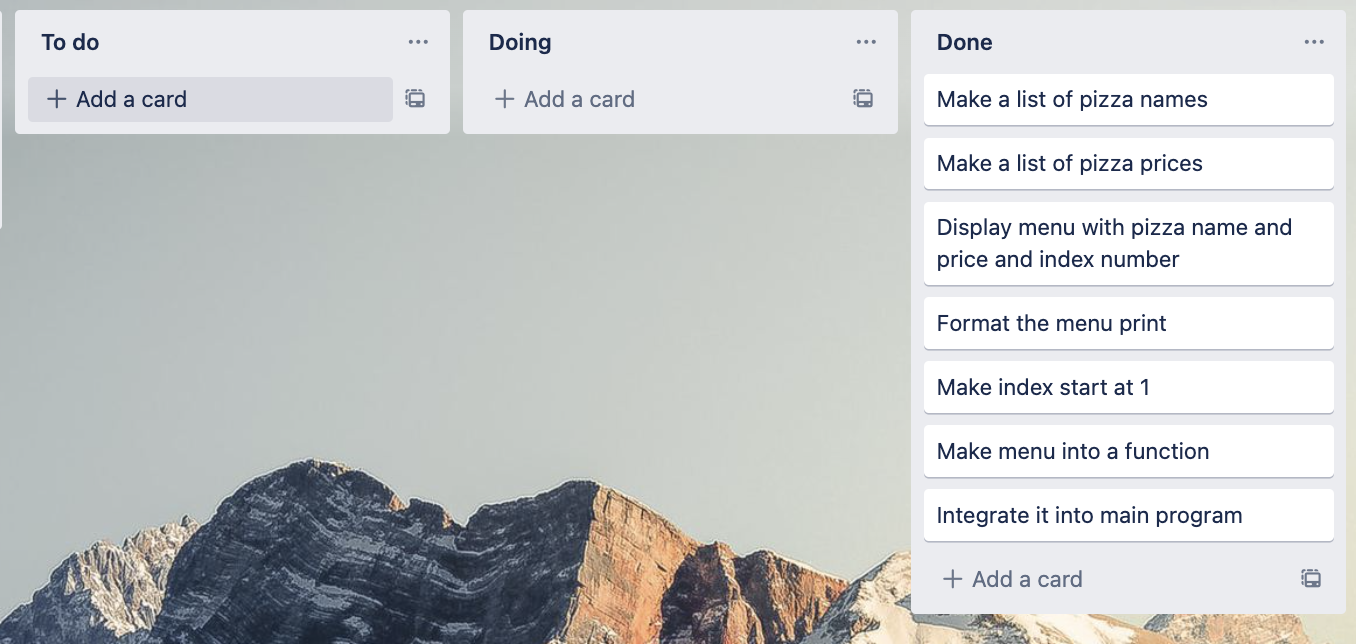 To do
Add a card
Doing
Add a card
Done
Make a list of pizza names
Make a list of pizza prices
Display menu with pizza name and
price and index number
Format the menu print
Make index start at 1
Make menu into a function
Integrate it into main program
Add a card